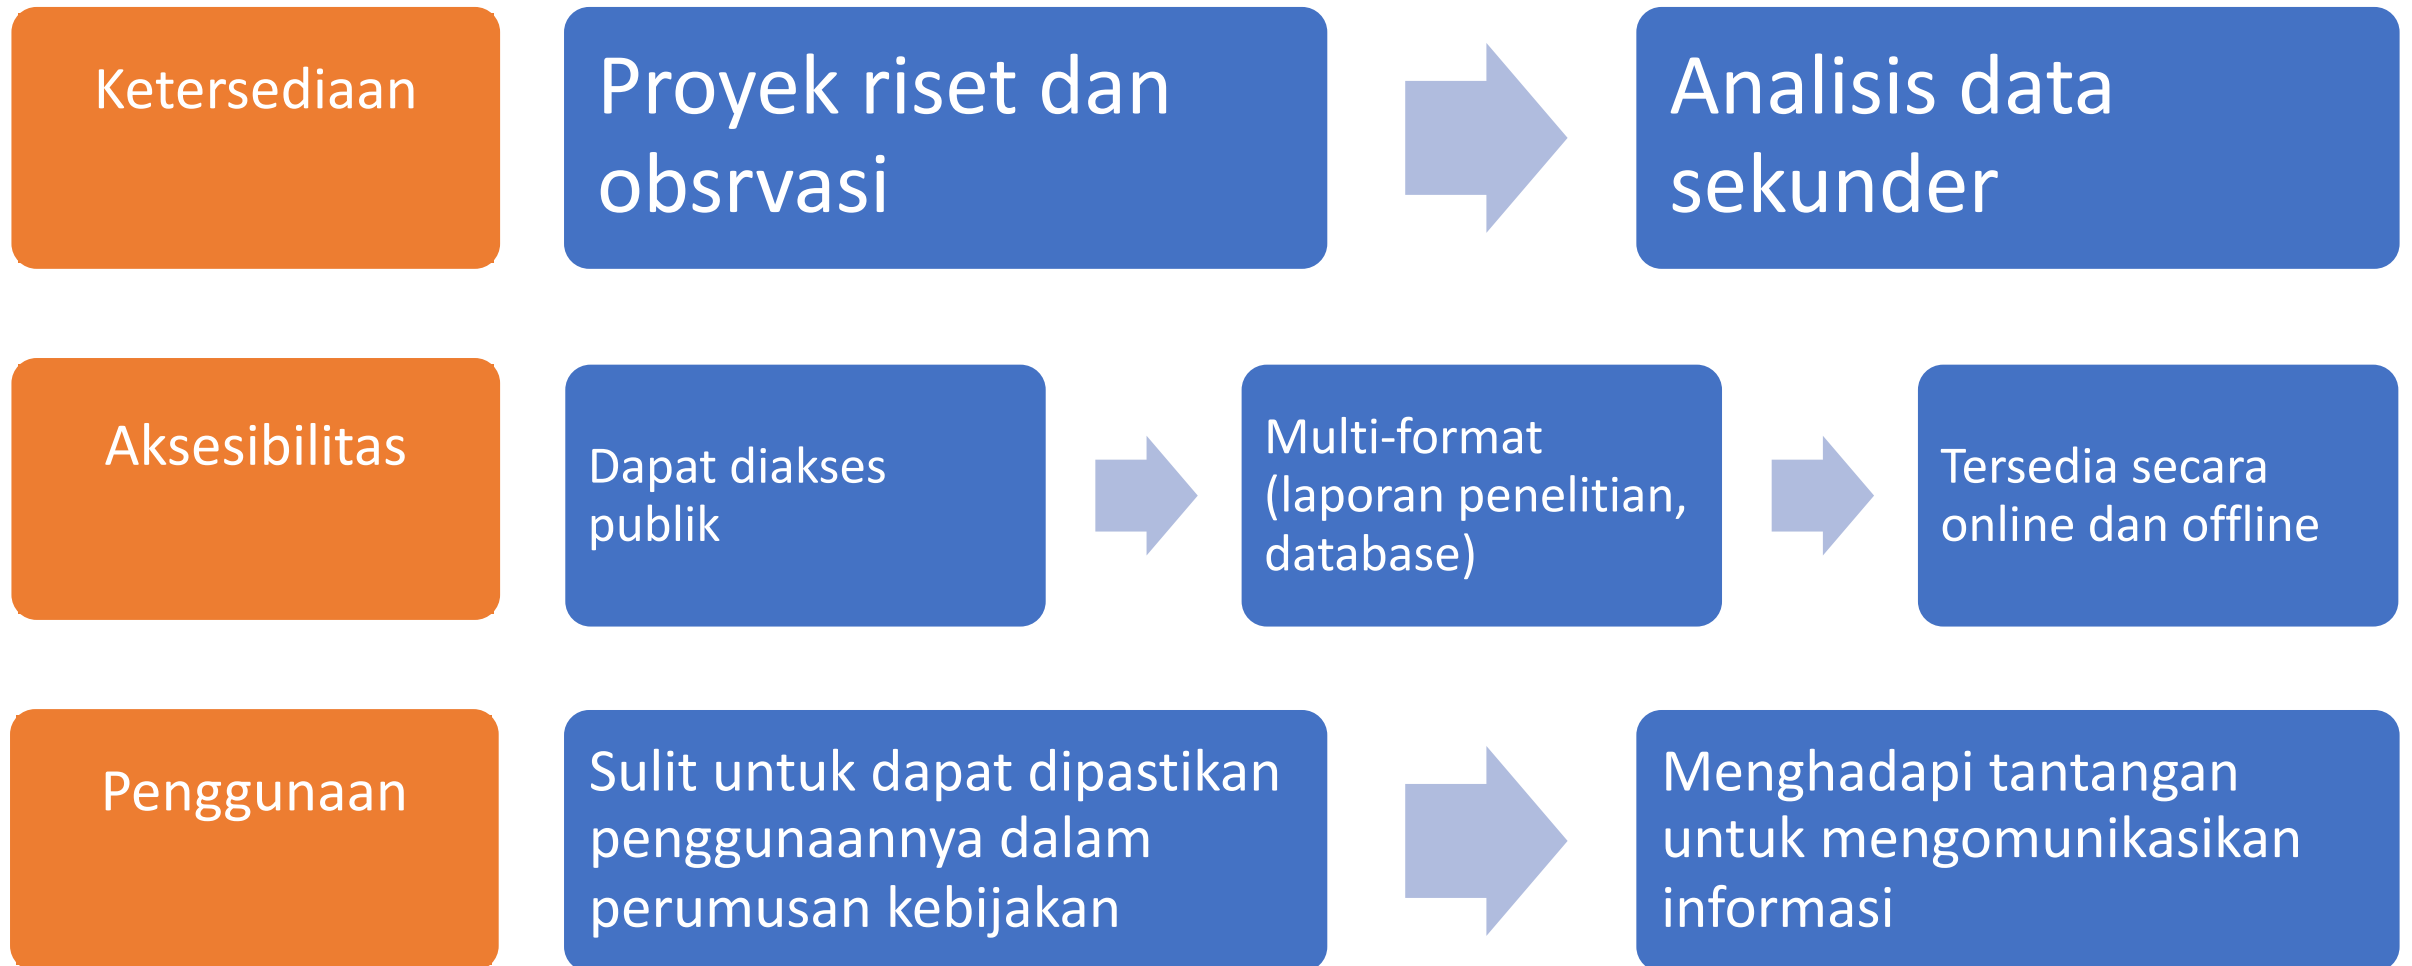 Ketersediaan
Proyek riset dan
obsrvasi
Analisis data
sekunder
Aksesibilitas
Dapat diakses
publik
Multi-format
(laporan penelitian,
database)
Tersedia secara
online dan offline
Penggunaan
Sulit untuk dapat dipastikan
penggunaannya dalam
perumusan kebijakan
Menghadapi tantangan
untuk mengomunikasikan
informasi